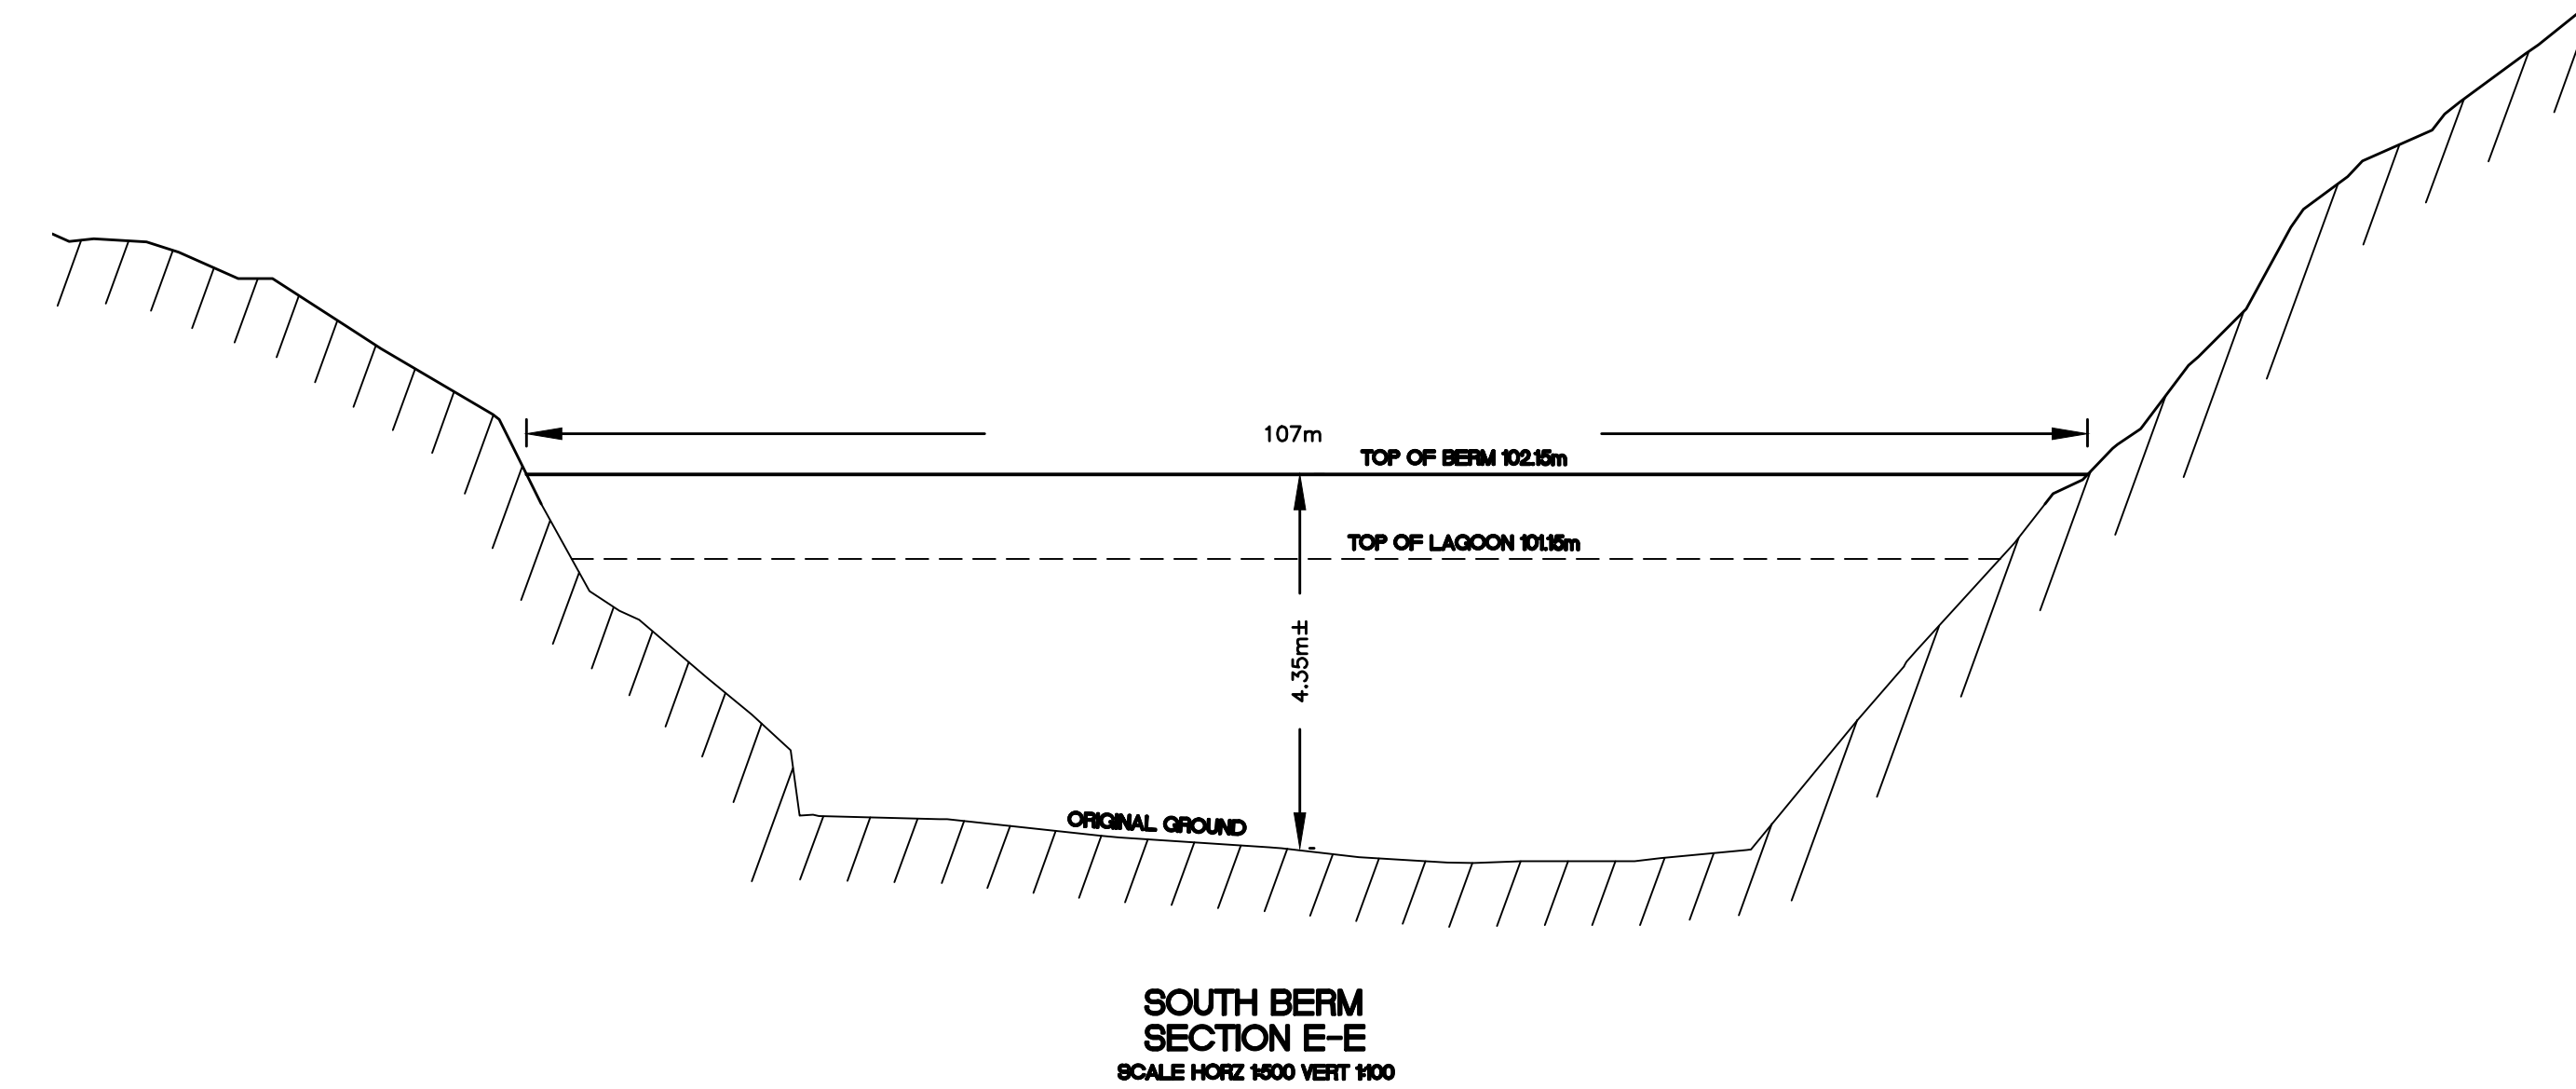 107m
TOP OF BERM 102.15m
TOP OF LAGOON 101.15m
4.35m±
ORIGINAL GROUND
SOUTH BERM
SECTION E-E
SCALE HORZ 1:500 VERT 1:100